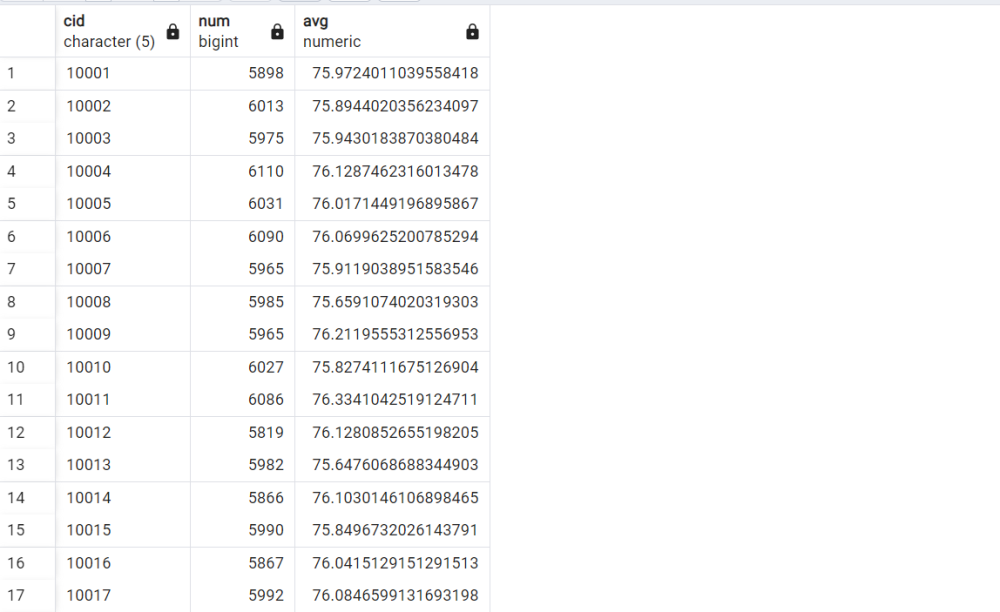 cid num avg
character (5) bigint numeric
1 10001 5898 75.9724011039558418
2 10002 6013 75.8944020356234097
3 10003 5975 75.9430183870380484
4 10004 6110 76.1287462316013478
5 10005 6031 76.0171449196895867
6 10006 6090 76.0699625200785294
7 10007 5965 75.9119038951583546
8 10008 5985 75.6591074020319303
9 10009 5965 76.2119555312556953
10 10010 6027 75.8274111675126904
11 10011 6086 76.3341042519124711
12 10012 5819 76.1280852655198205
13 10013 5982 75.6476068688344903
14 10014 5866 76.1030146106898465
15 10015 5990 75.8496732026143791
16 10016 5867 76.0415129151291513
17 10017 5992 76.0846599131693198